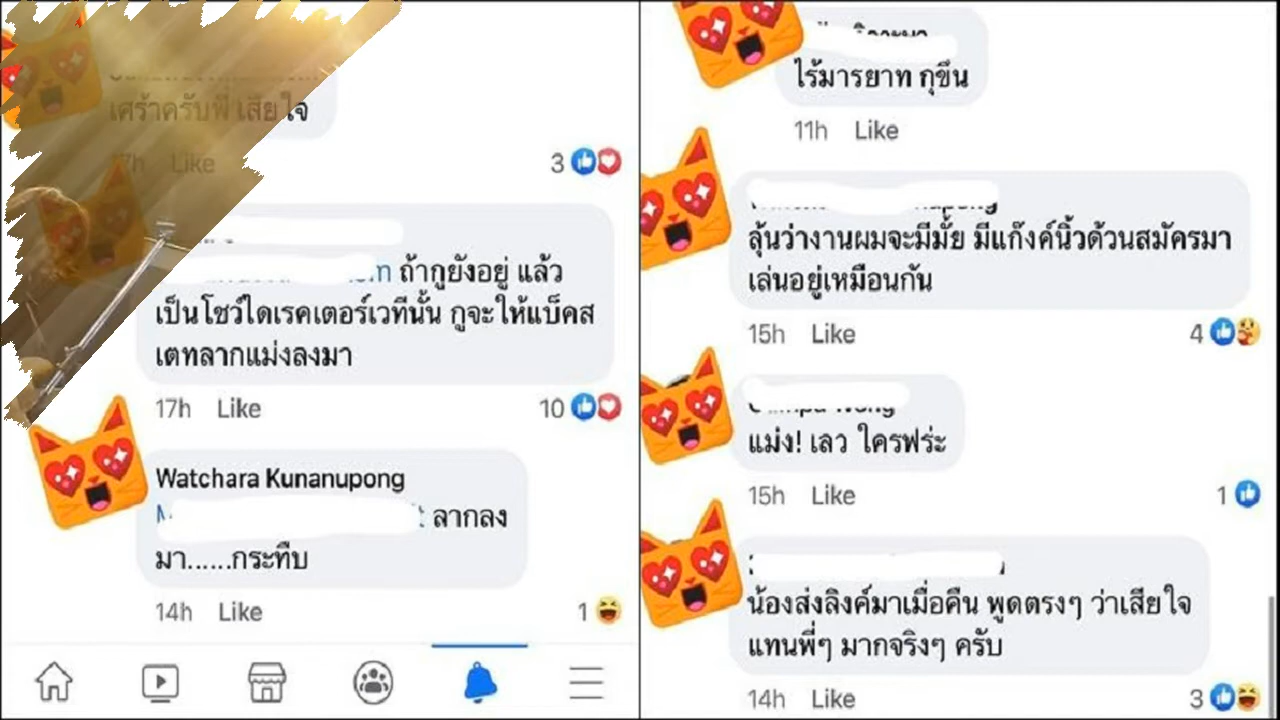 เศร้าครับพี่ เสียใจ
17h Like
3
ถ้ากูยังอยู่ แล้ว
เป็นโชว์ไดเรคเตอร์เวทีนั้น กูจะให้แบ็คส
เตทลากแม่งลงมา
17h Like 10
Watchara Kunanupong
ลากลง
มา......กระทืบ
14h Like 1
ไร้มารยาท กุขึน
11h Like
ลุ้นว่างานผมจะมีมั้ย มีแก๊งค์นิ้วด้วนสมัครมา
เล่นอยู่เหมือนกัน
15h Like 4
แม่ง! เลว ใครฟร่ะ
15h Like 1
น้องส่งลิงค์มาเมื่อคืน พูดตรงๆ ว่าเสียใจ
แทนพี่ๆ มากจริงๆ ครับ
14h Like 3